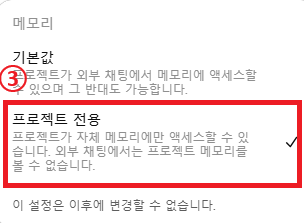 메모리
기본값
③
프로젝트가 외부 채팅에서 메모리에 액세스할
수 있으며 그 반대도 가능합니다.
프로젝트 전용
프로젝트가 자체 메모리에만 액세스할 수 있
습니다. 외부 채팅에서는 프로젝트 메모리를
볼 수 없습니다.
이 설정은 이후에 변경할 수 없습니다.